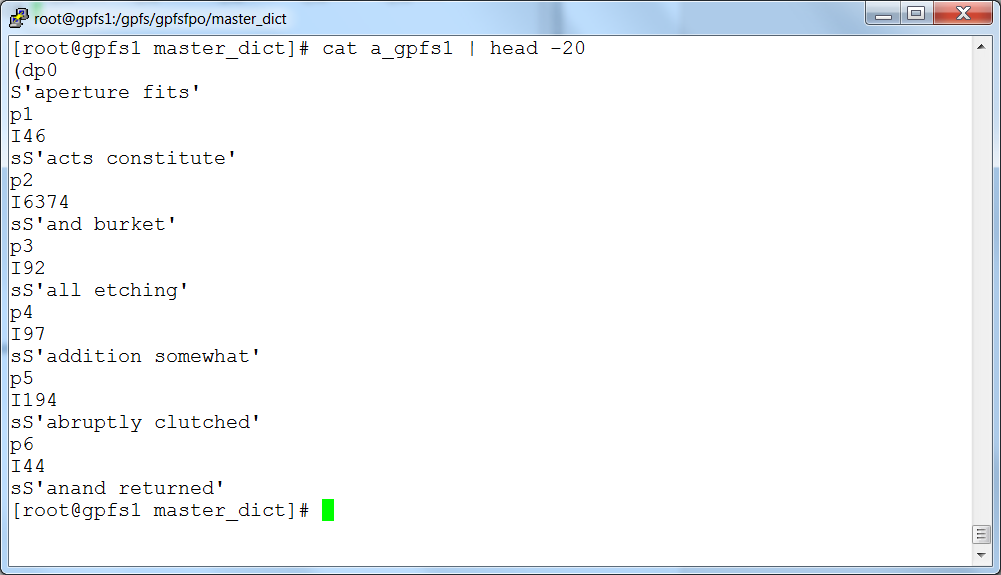 root@gpfs1:/gpfs/gpfsfpo/master_dict
[root@gpfs1 master_dict]# cat a_gpfs1 | head -20
(dp0
S'aperture fits'
p1
I46
sS'acts constitute'
p2
I6374
sS'and burket'
p3
I92
sS'all etching'
p4
I97
sS'addition somewhat'
p5
I194
sS'abruptly clutched'
p6
I44
sS'anand returned'
[root@gpfs1 master_dict]#